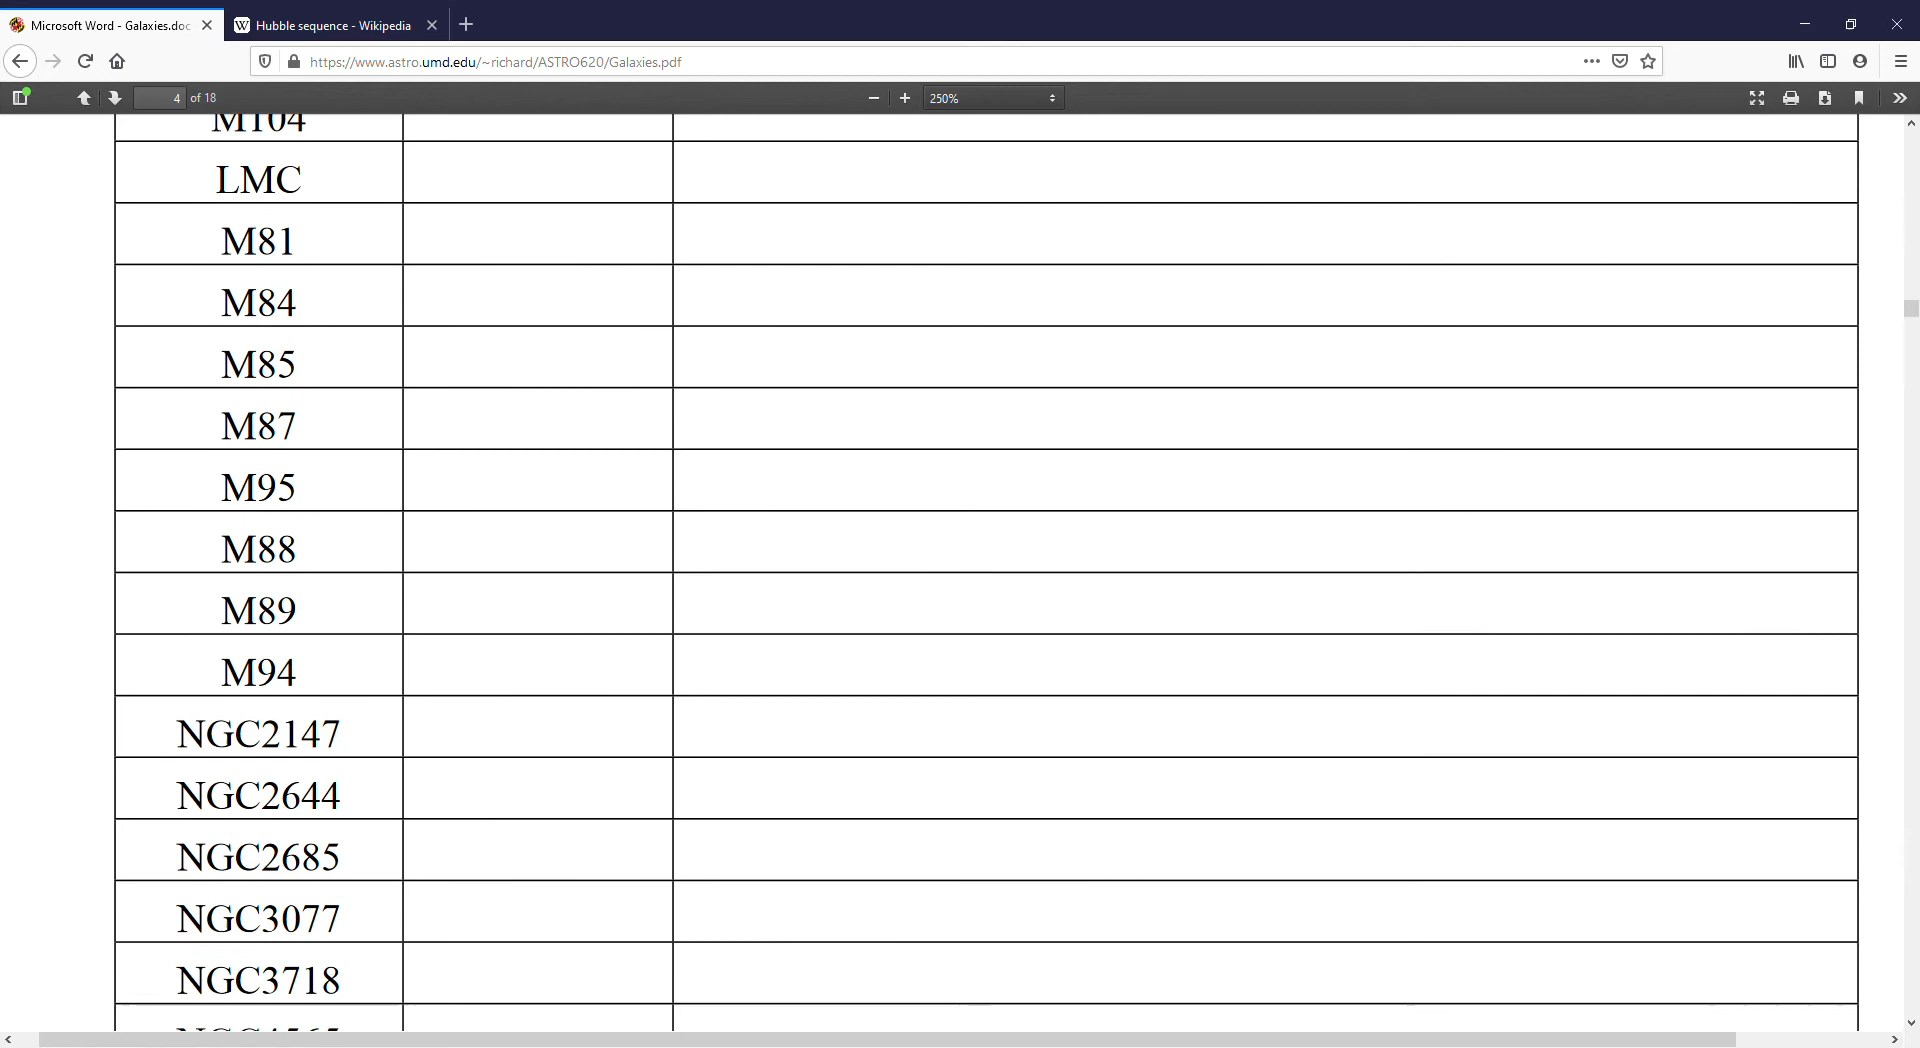 Microsoft Word - Galaxies.doc
Hubble sequence - Wikipedia
https://www.astro.umd.edu/~richard/ASTRO620/Galaxies.pdf
4 of 18
250%
M104
LMC
M81
M84
M85
M87
M95
M88
M89
M94
NGC2147
NGC2644
NGC2685
NGC3077
NGC3718